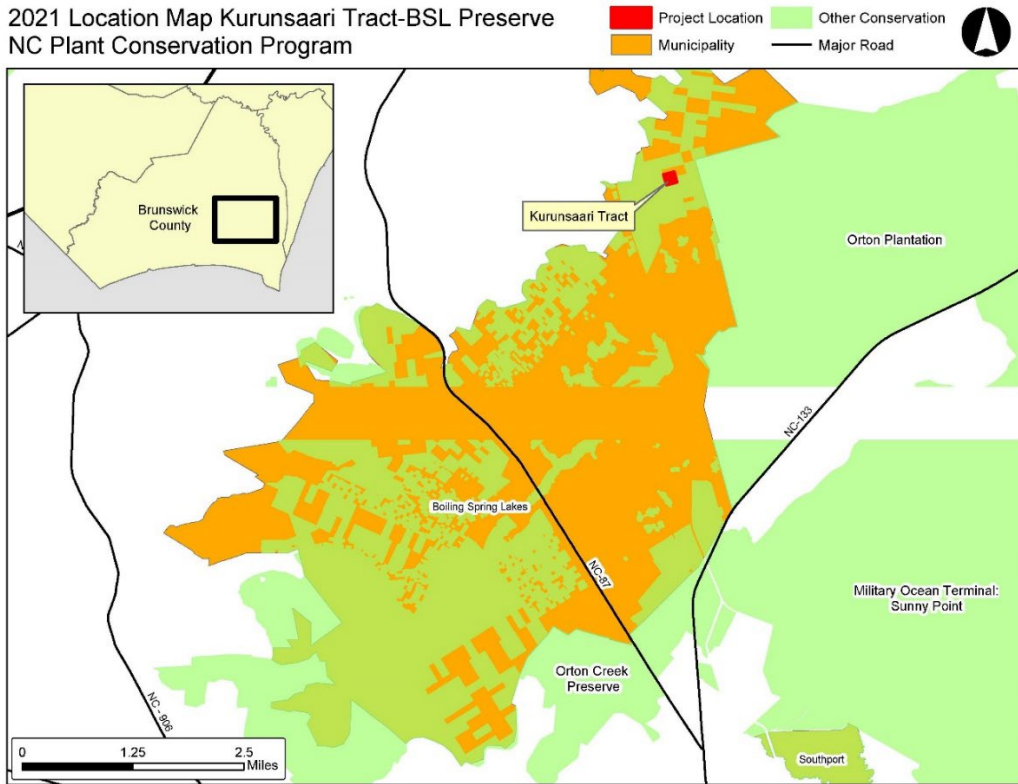 2021 Location Map Kurunsaari Tract-BSL Preserve
NC Plant Conservation Program
Project Location
Other Conservation
Municipality
Major Road
Brunswick
County
Kurunsaari Tract
Orton Plantation
NC-133
Boiling Spring Lakes
NC-87
Military Ocean Terminal:
Sunny Point
Orton Creek
Preserve
NC - 906
Southport
0 1.25 2.5
Miles